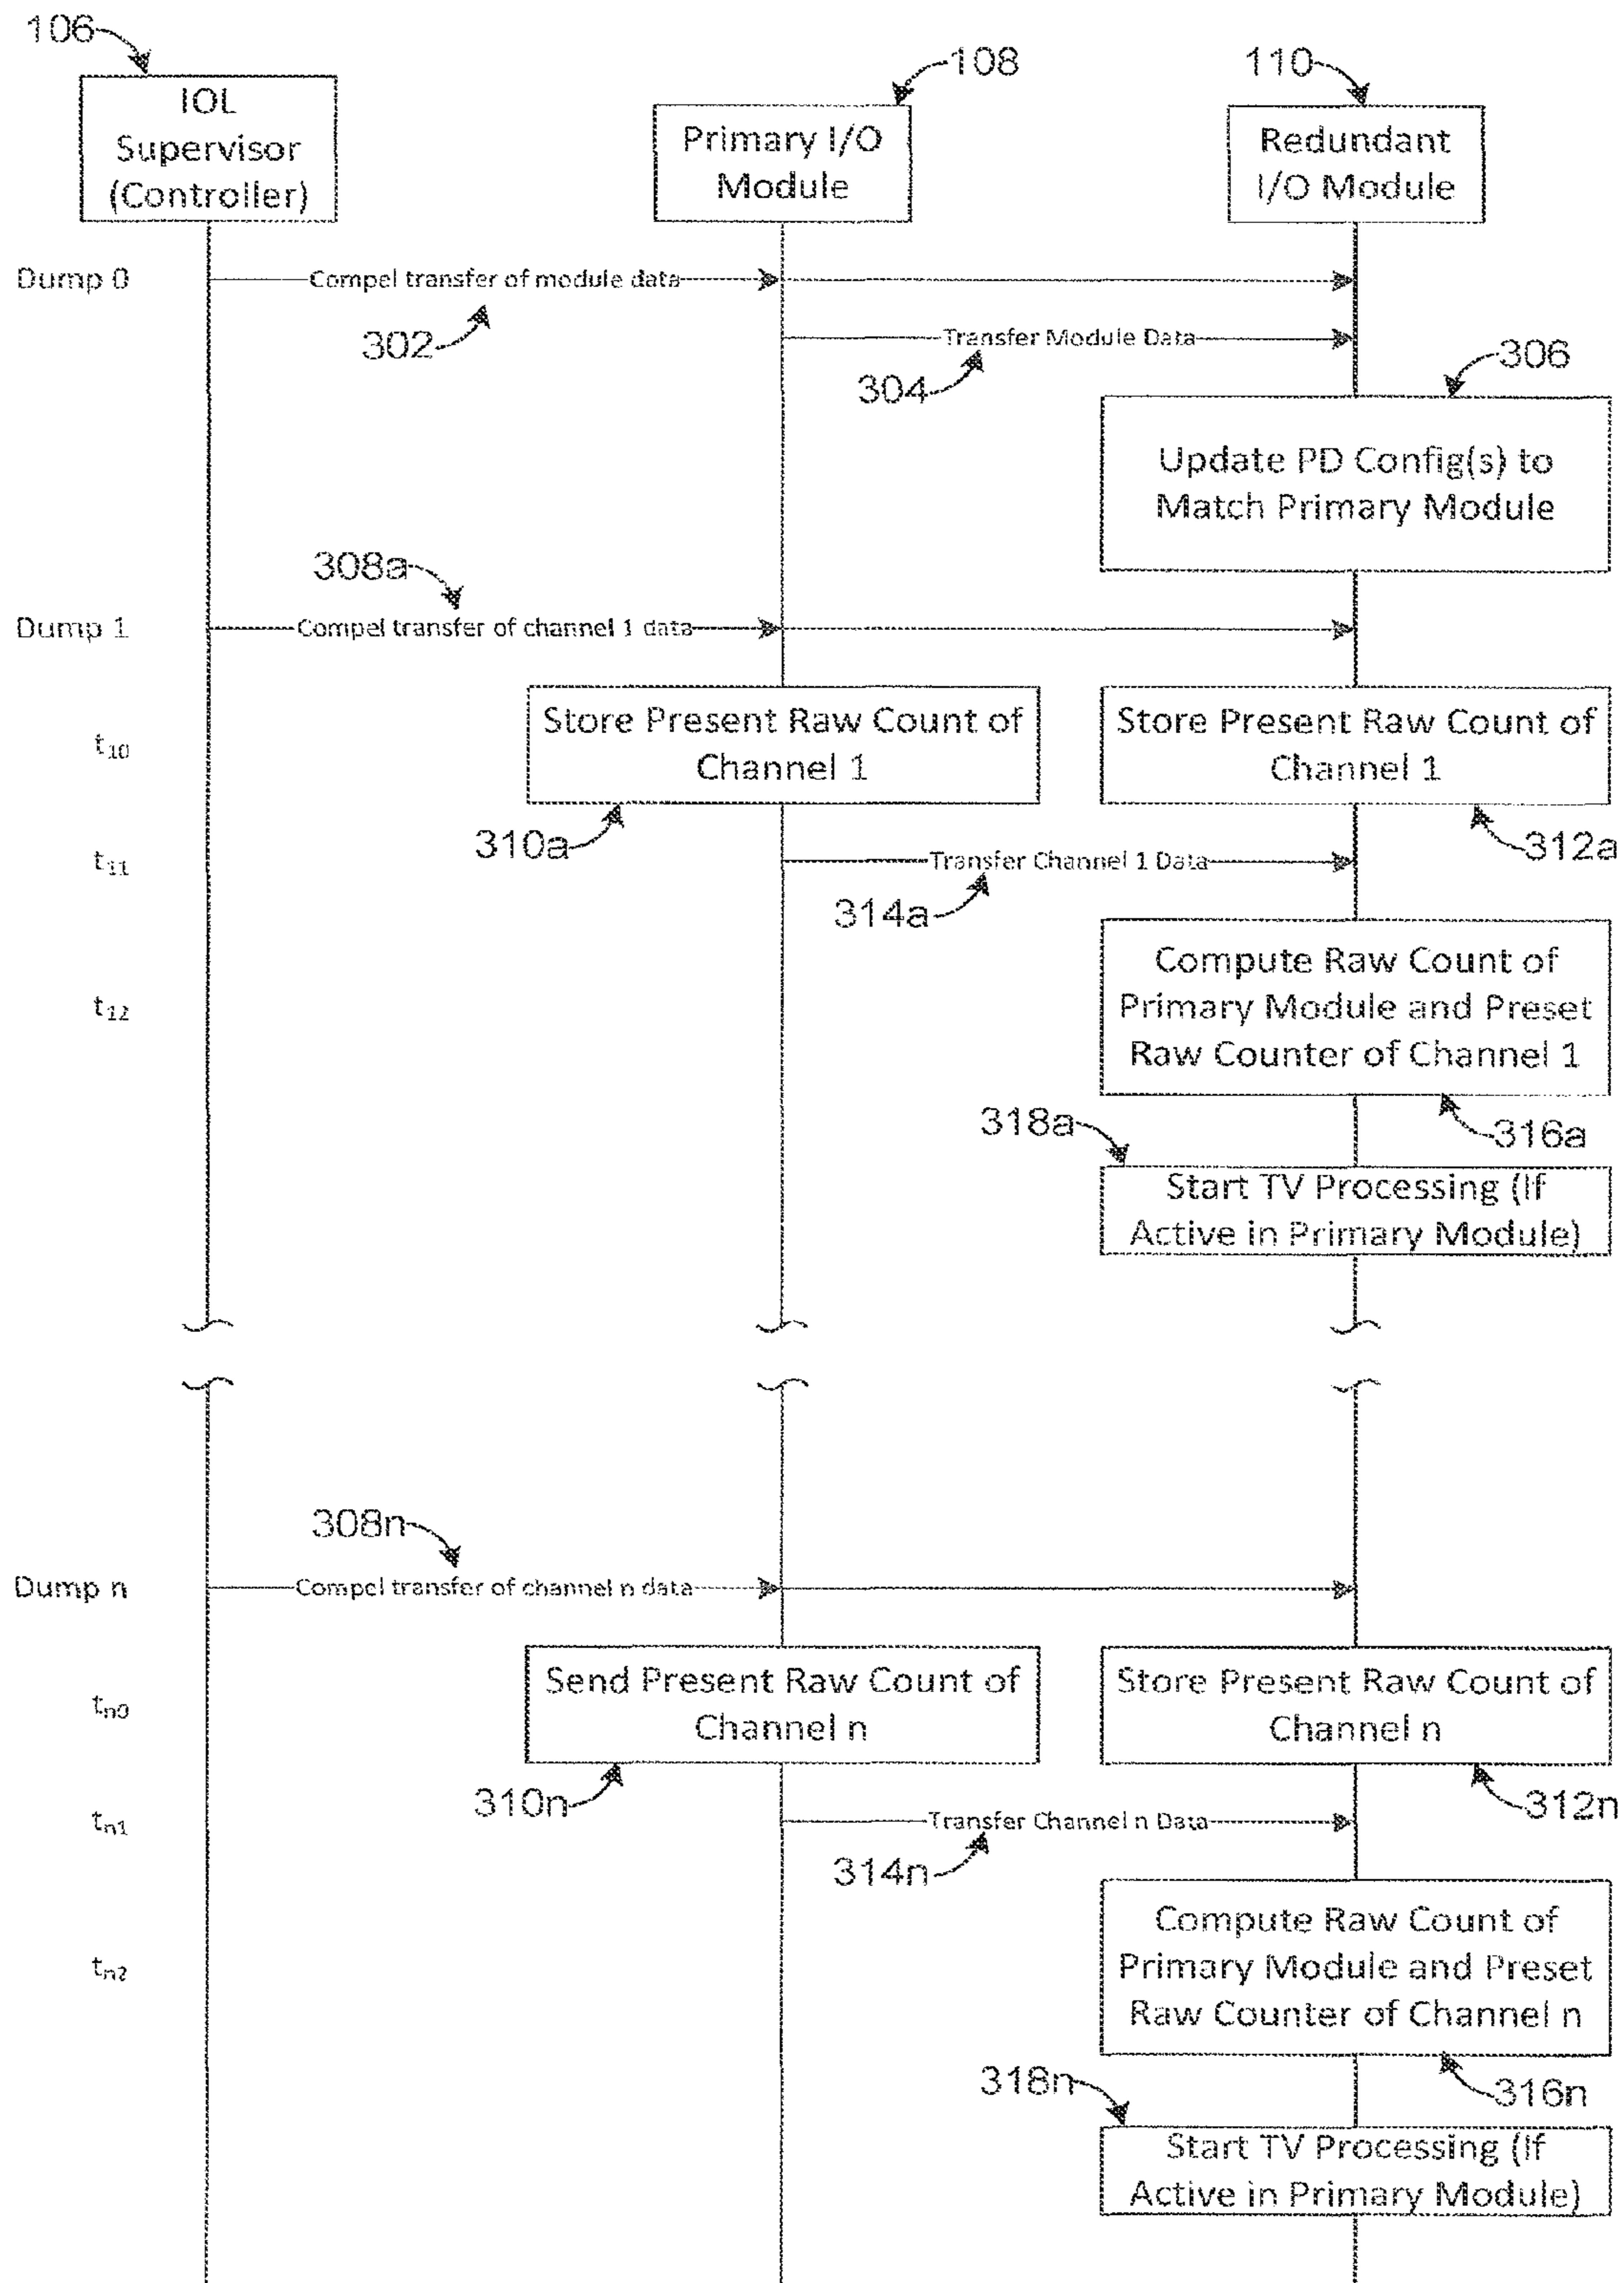 106
108
110
IOL
Supervisor
(Controller)
Primary I/O
Module
Redundant
I/O Module
Dump 0
Compel transfer of module data
302
Transfer Module Data
304
306
Update PD Config(s) to
Match Primary Module
308a
Dump 1
Compel transfer of channel 1 data
t10
Store Present Raw Count of
Channel 1
Store Present Raw Count of
Channel 1
310a
312a
t11
Transfer Channel 1 Data
314a
t12
Compute Raw Count of
Primary Module and Preset
Raw Counter of Channel 1
318a
316a
Start TV Processing (If
Active in Primary Module)
308n
Dump n
Compel transfer of channel n data
tn0
Send Present Raw Count of
Channel n
Store Present Raw Count of
Channel n
310n
312n
tn1
Transfer Channel n Data
314n
tn2
Compute Raw Count of
Primary Module and Preset
Raw Counter of Channel n
318n
316n
Start TV Processing (If
Active in Primary Module)